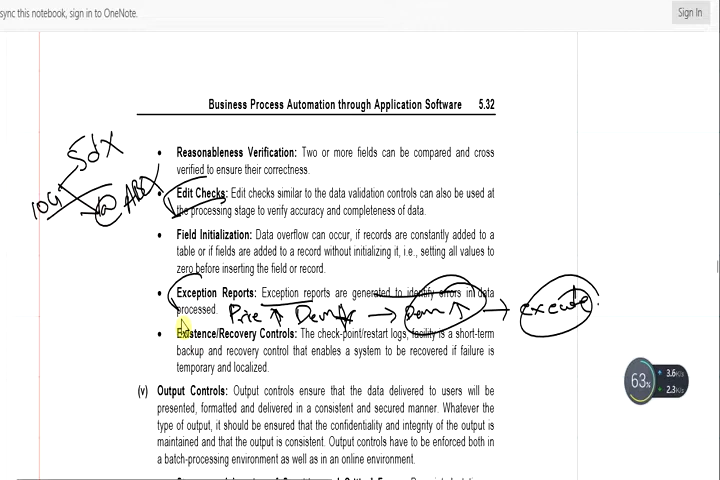 sync this notebook, sign in to OneNote.
Sign In
Business Process Automation through Application Software 5.32
• Reasonableness Verification: Two or more fields can be compared and cross
verified to ensure their correctness.
• Edit Checks: Edit checks similar to the data validation controls can also be used at
the processing stage to verify accuracy and completeness of data.
• Field Initialization: Data overflow can occur, if records are constantly added to a
table or if fields are added to a record without initializing it, i.e., setting all values to
zero before inserting the field or record.
• Exception Reports: Exception reports are generated to identify errors in data
processed.
→ → execute
• Existence/Recovery Controls: The check-point/restart logs, facility is a short-term
backup and recovery control that enables a system to be recovered if failure is
temporary and localized.
(v) Output Controls: Output controls ensure that the data delivered to users will be
presented, formatted and delivered in a consistent and secured manner. Whatever the
type of output, it should be ensured that the confidentiality and integrity of the output is
maintained and that the output is consistent. Output controls have to be enforced both in
a batch-processing environment as well as in an online environment.
63%
3.6K/s
2.3K/s